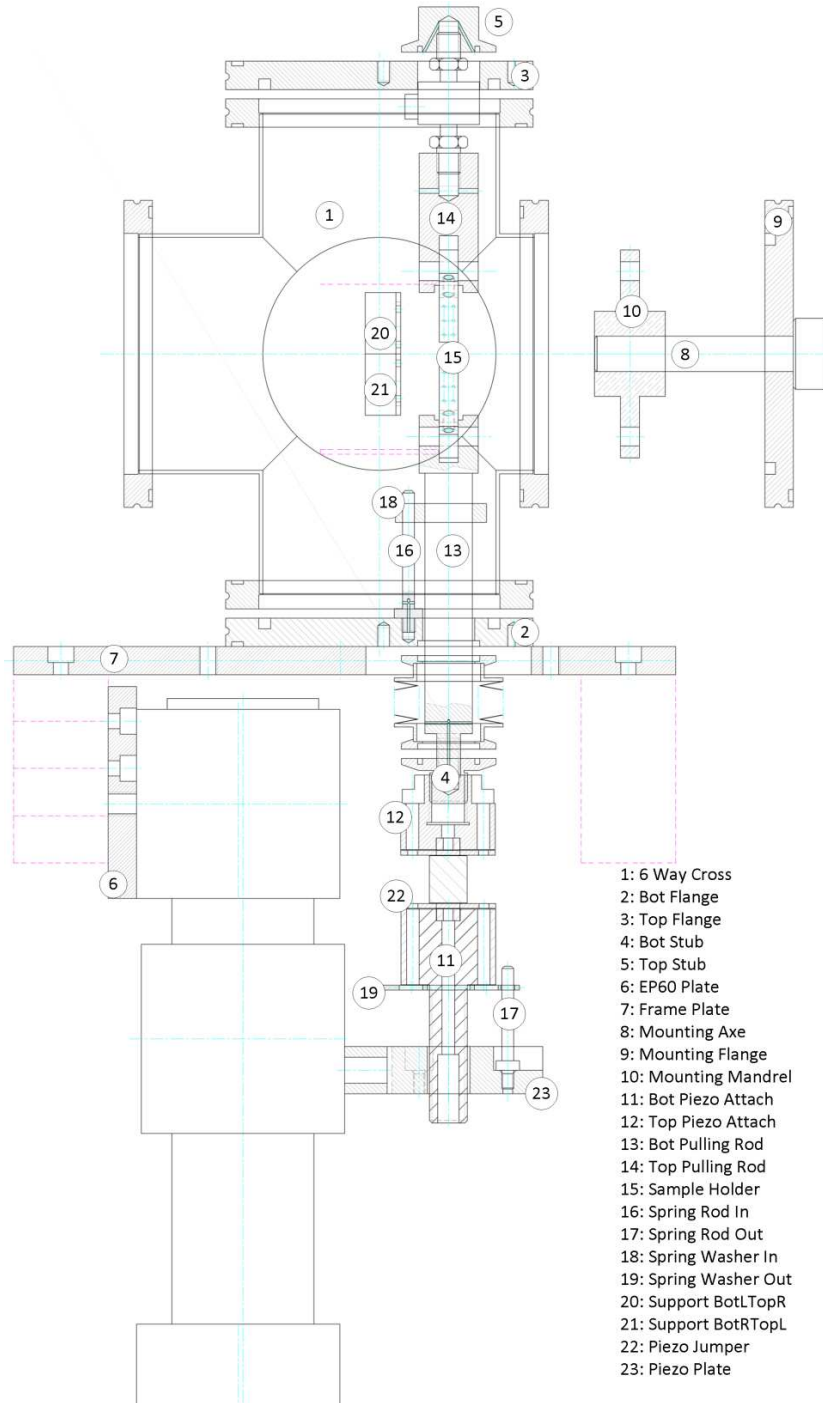 5
3
1
14
9
10
20
8
15
21
18
16
13
2
7
4
12
6
22
11
19
17
23
1: 6 Way Cross
2: Bot Flange
3: Top Flange
4: Bot Stub
5: Top Stub
6: EP60 Plate
7: Frame Plate
8: Mounting Axe
9: Mounting Flange
10: Mounting Mandrel
11: Bot Piezo Attach
12: Top Piezo Attach
13: Bot Pulling Rod
14: Top Pulling Rod
15: Sample Holder
16: Spring Rod In
17: Spring Rod Out
18: Spring Washer In
19: Spring Washer Out
20: Support BotLTopR
21: Support BotRTopL
22: Piezo Jumper
23: Piezo Plate